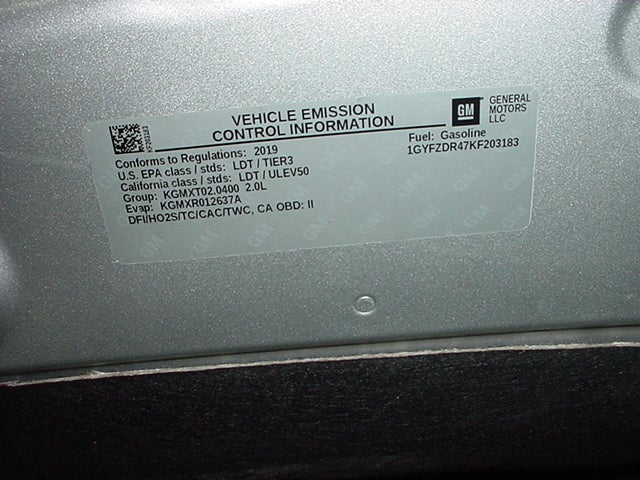 VEHICLE EMISSION
CONTROL INFORMATION
GM
GENERAL
MOTORS
LLC
KF203183
Conforms to Regulations: 2019
U.S. EPA class / stds: LDT / TIER3
California class / stds: LDT / ULEV50
Group: KGMXT02.0400 2.0L
Evap: KGMXR012637A
DFI/HO2S/TC/CAC/TWC, CA OBD: II
Fuel: Gasoline
1GYFZDR47KF203183